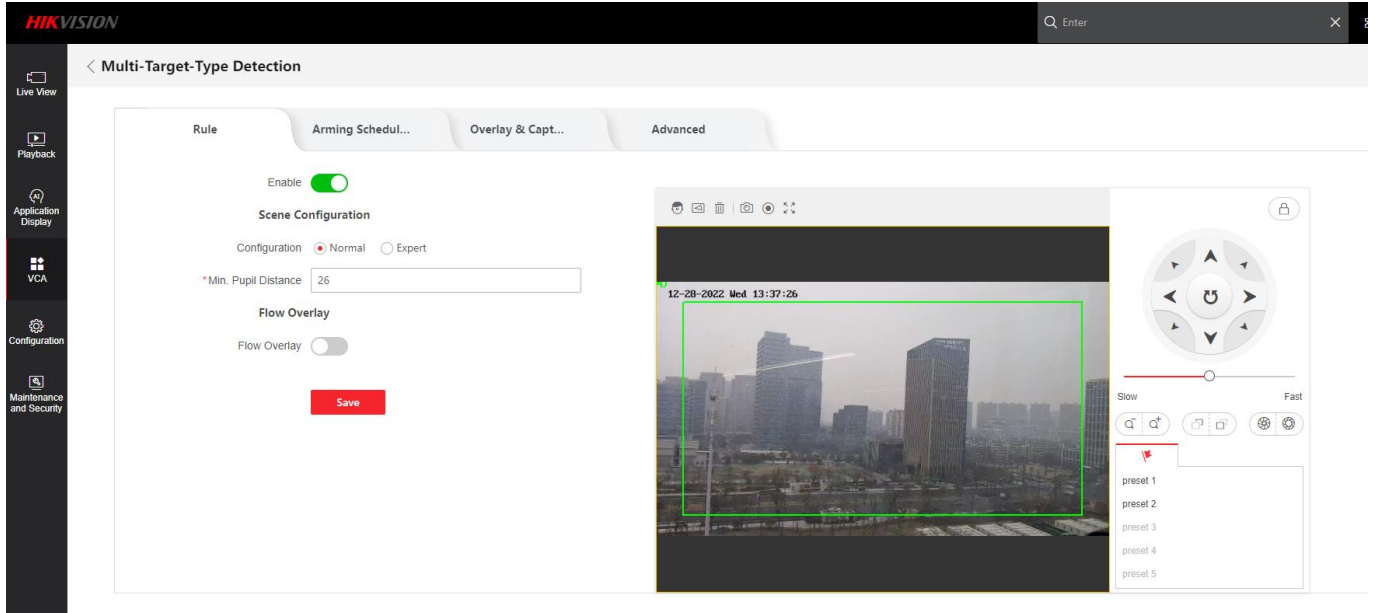 HIKVISION
Enter
Live View
Playback
Application
Display
VCA
Configuration
Maintenance
and Security
Multi-Target-Type Detection
Rule
Arming Schedul...
Overlay & Capt...
Advanced
Enable
Scene Configuration
Configuration
Normal
Expert
*Min. Pupil Distance
26
Flow Overlay
Flow Overlay
Save
12-28-2022 Wed 13:37:26
Slow
Fast
preset 1
preset 2
preset 3
preset 4
preset 5